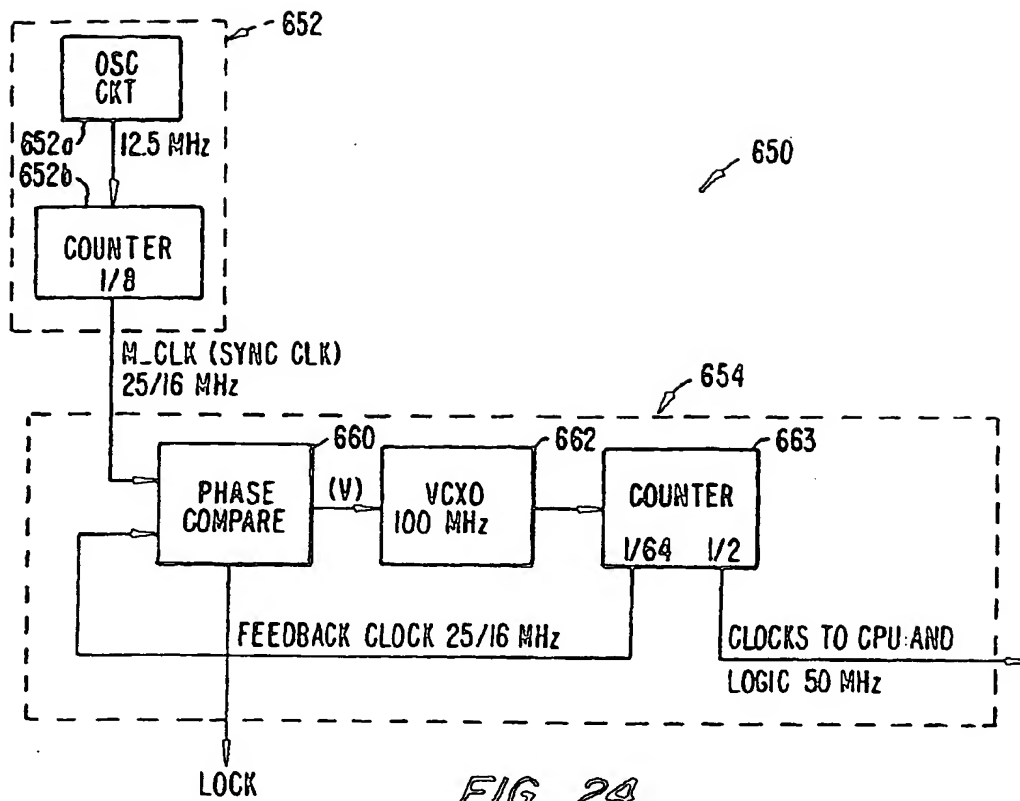 652
OSC
CKT
652a
12.5 MHz
652b
COUNTER
1/8
650
M_CLK (SYNC CLK)
25/16 MHz
654
660
662
663
PHASE
COMPARE
(V)
VCXO
100 MHz
COUNTER
1/64 1/2
FEEDBACK CLOCK 25/16 MHz
CLOCKS TO CPU AND
LOGIC 50 MHz
LOCK
FIG. 24